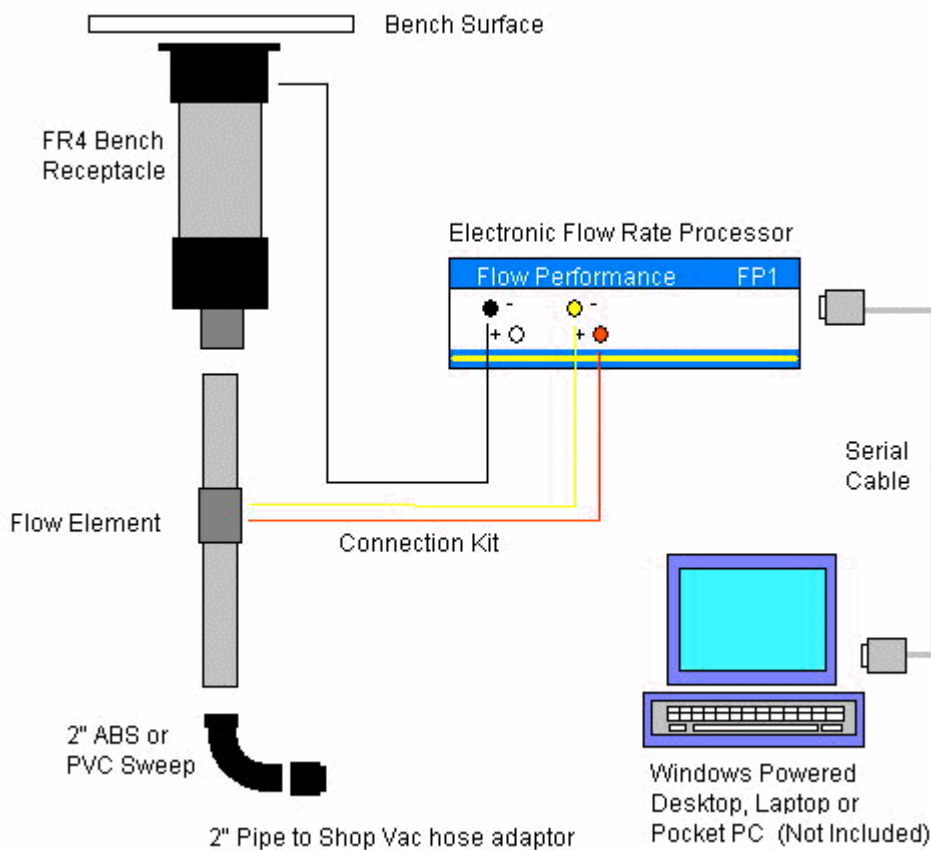 Bench Surface
FR4 Bench
Receptacle
Electronic Flow Rate Processor
Flow Performance FP1
- -
+ +
Serial
Cable
Flow Element
Connection Kit
2" ABS or
PVC Sweep
Windows Powered
Desktop, Laptop or
Pocket PC (Not Included)
2" Pipe to Shop Vac hose adaptor